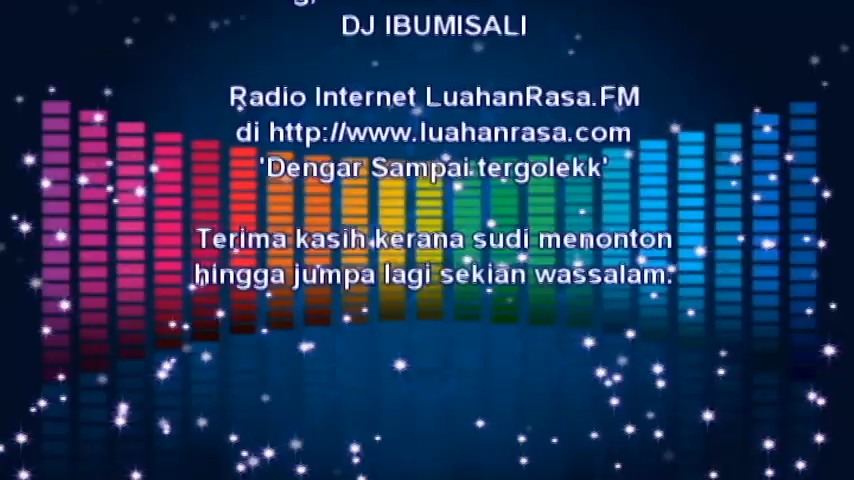 DJ IBUMISALI
Radio Internet LuahanRasa.FM
di http://www.luahanrasa.com
'Dengar Sampai tergolekk'
Terima kasih kerana sudi menonton
hingga jumpa lagi sekian wassalam.